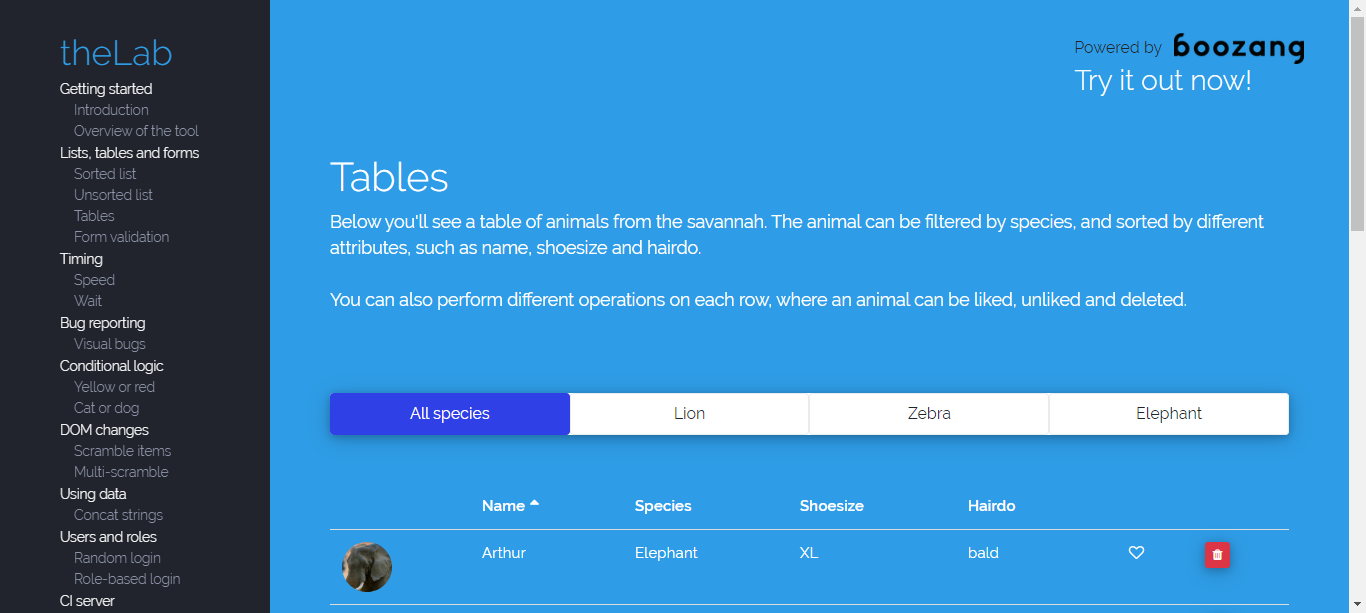 theLab
Getting started
Introduction
Overview of the tool
Lists, tables and forms
Sorted list
Unsorted list
Tables
Form validation
Timing
Speed
Wait
Bug reporting
Visual bugs
Conditional logic
Yellow or red
Cat or dog
DOM changes
Scramble items
Multi-scramble
Using data
Concat strings
Users and roles
Random login
Role-based login
CI server
Powered by boozang
Try it out now!
Tables
Below you'll see a table of animals from the savannah. The animal can be filtered by species, and sorted by different
attributes, such as name, shoesize and hairdo.
You can also perform different operations on each row, where an animal can be liked, unliked and deleted.
All species Lion Zebra Elephant
Name Species Shoesize Hairdo
Arthur Elephant XL bald